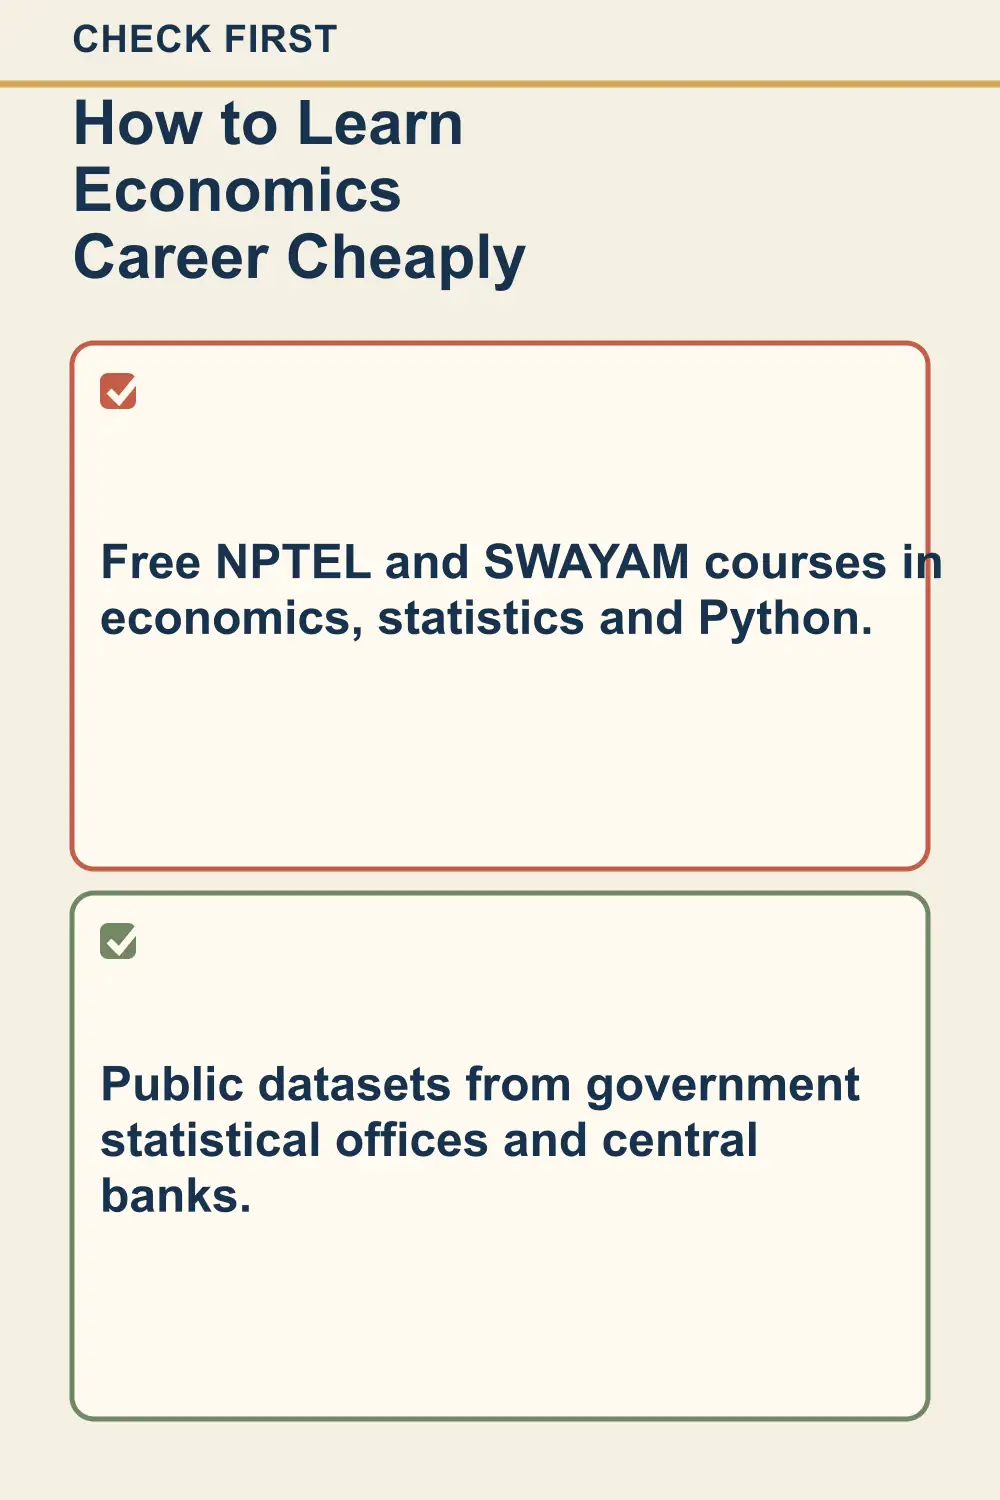 CHECK FIRST
How to Learn
Economics
Career Cheaply
Free NPTEL and SWAYAM courses in
economics, statistics and Python.
Public datasets from government
statistical offices and central
banks.